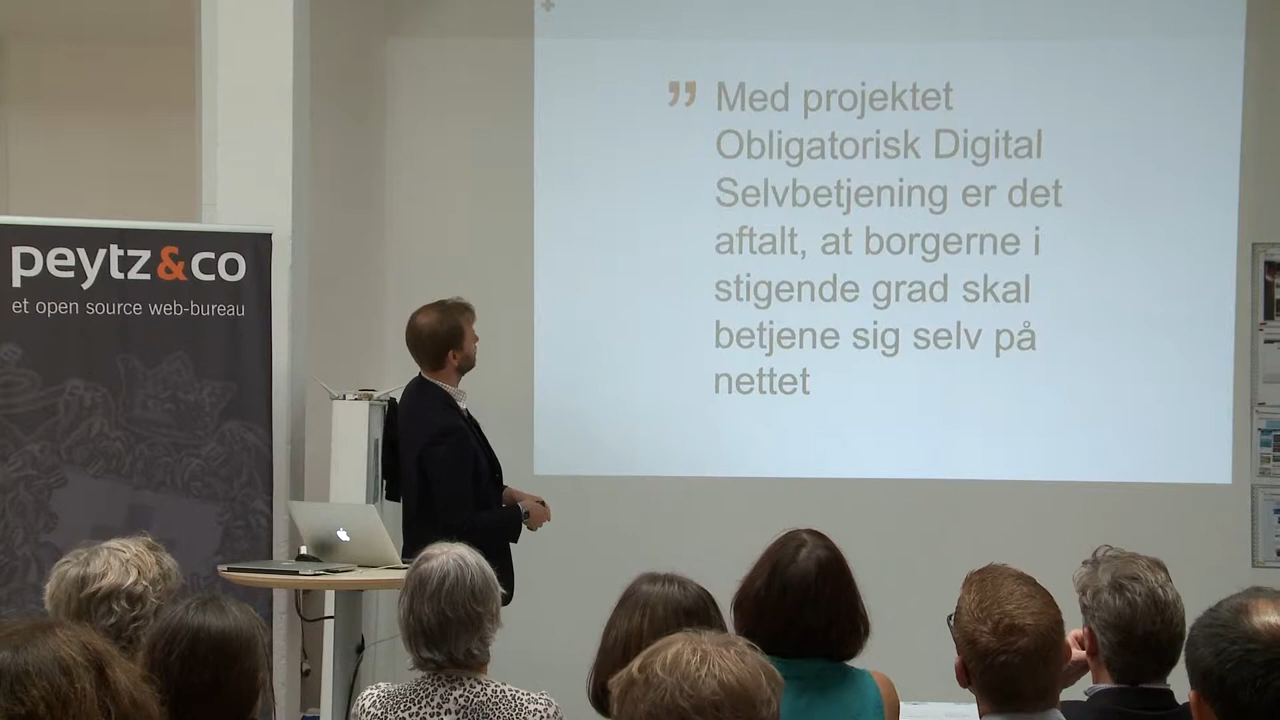 peytz&co
et open source web-bureau
” Med projektet
Obligatorisk Digital
Selvbetjening er det
aftalt, at borgerne i
stigende grad skal
betjene sig selv på
nettet